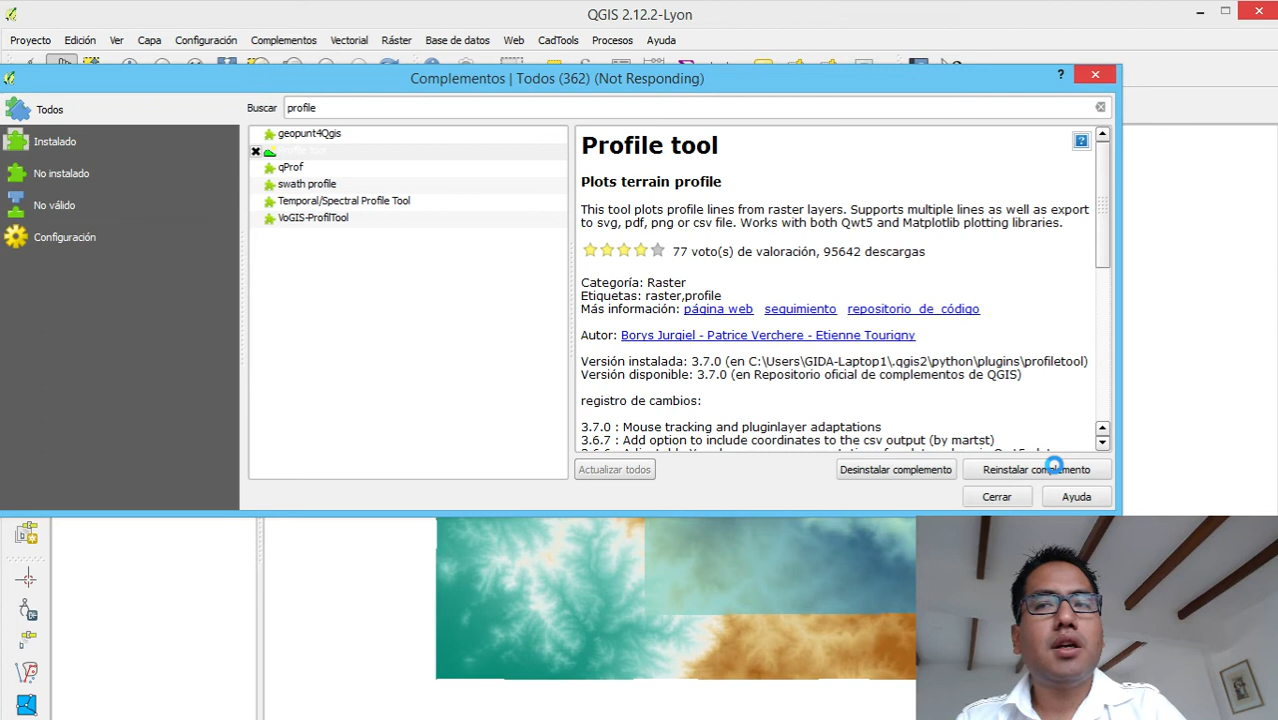 QGIS 2.12.2-Lyon
Proyecto Edición Ver Capa Configuración Complementos Vectorial Ráster Base de datos Web CadTools Procesos Ayuda
Complementos | Todos (362) (Not Responding)
Todos
Instalado
No instalado
No válido
Configuración
Buscar profile
geopunt4Qgis
Profile tool
qProf
swath profile
Temporal/Spectral Profile Tool
VoGIS-ProfilTool
Profile tool
Plots terrain profile
This tool plots profile lines from raster layers. Supports multiple lines as well as export
to svg, pdf, png or csv file. Works with both Qwt5 and Matplotlib plotting libraries.
77 voto(s) de valoración, 95642 descargas
Categoría: Raster
Etiquetas: raster,profile
Más información: página web seguimiento repositorio de código
Autor: Borys Jurgiel - Patrice Verchere - Etienne Tourigny
Versión instalada: 3.7.0 (en C:\Users\GIDA-Laptop1\.qgis2\python\plugins\profiletool)
Versión disponible: 3.7.0 (en Repositorio oficial de complementos de QGIS)
registro de cambios:
3.7.0 : Mouse tracking and pluginlayer adaptations
3.6.7 : Add option to include coordinates to the csv output (by martst)
Actualizar todos
Desinstalar complemento
Reinstalar complemento
Cerrar
Ayuda